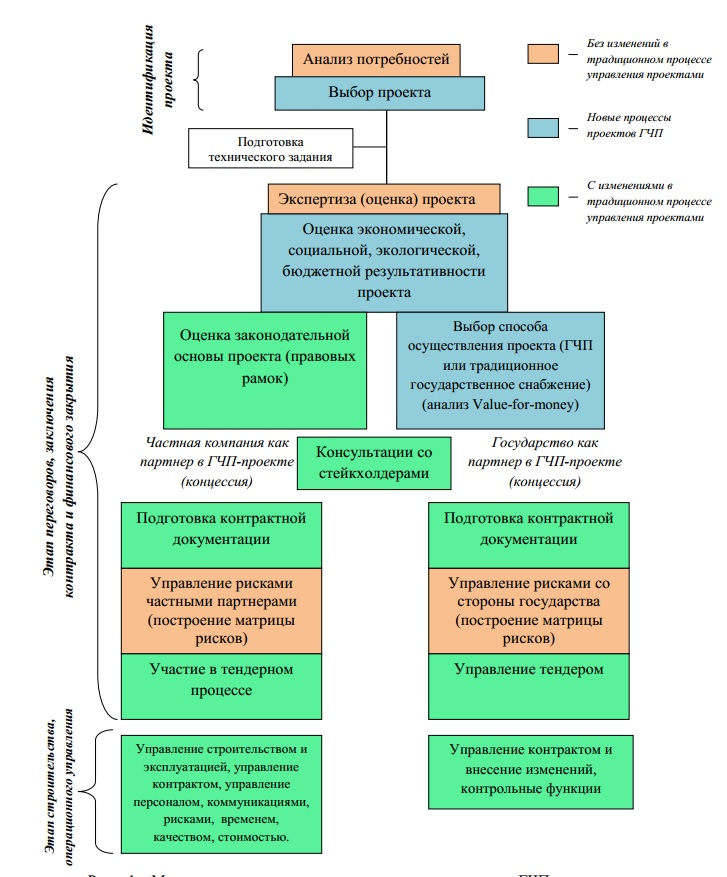 Идентификация
проекта
Анализ потребностей
Выбор проекта
Подготовка
технического задания
Без изменений в
традиционном процессе
управления проектами
Новые процессы
проектов ГЧП
С изменениями в
традиционном процессе
управления проектами
Этап переговоров, заключения
контракта и финансового закрытия
Экспертиза (оценка) проекта
Оценка экономической,
социальной, экологической,
бюджетной результативности
проекта
Оценка законодательной
основы проекта (правовых
рамок)
Выбор способа
осуществления проекта (ГЧП
или традиционное
государственное снабжение)
(анализ Value-for-money)
Частная компания как
партнер в ГЧП-проекте
(концессия)
Консультации со
стейкхолдерами
Государство как
партнер в ГЧП-проекте
(концессия)
Подготовка контрактной
документации
Управление рисками
частными партнерами
(построение матрицы
рисков)
Участие в тендерном
процессе
Подготовка контрактной
документации
Управление рисками со
стороны государства
(построение матрицы
рисков)
Управление тендером
Этап строительства,
операционного управления
Управление строительством и
эксплуатацией, управление
контрактом, управление
персоналом, коммуникациями,
рисками, временем,
качеством, стоимостью.
Управление контрактом и
внесение изменений,
контрольные функции